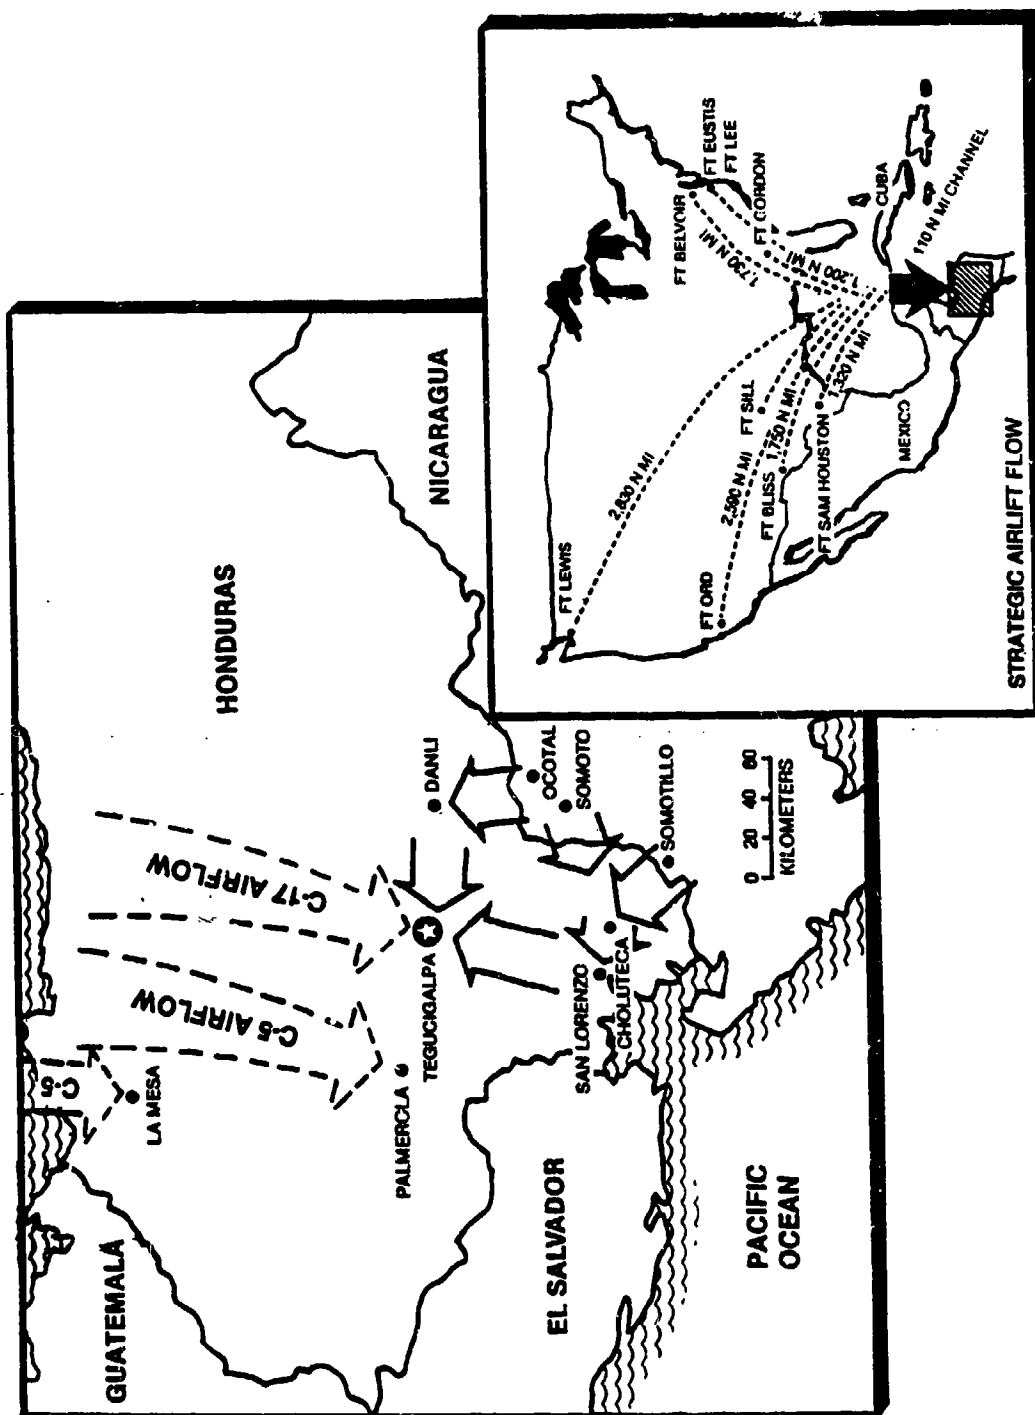 GUATEMALA
C-5
LA MESA
C-5 AIRFLOW
C-17 AIRFLOW
HONDURAS
PALMERCLA
TEGUCIGALPA
DANLI
NICARAGUA
EL SALVADOR
SAN LORENZO
CHOLUTECA
OCOTAL
SOMOTO
SOMOTILLO
PACIFIC
OCEAN
0 20 40 60
KILOMETERS
FT LEWIS
2,830 N MI
FT BELVOIR
FT EUSTIS
FT LEE
1,730 N MI
FT GORDON
1,200 N MI
FT ORD
2,590 N MI
FT SILL
FT BLISS
1,750 N MI
FT SAM HOUSTON
1,320 N MI
MEXICO
CUBA
110 N MI CHANNEL
STRATEGIC AIRLIFT FLOW